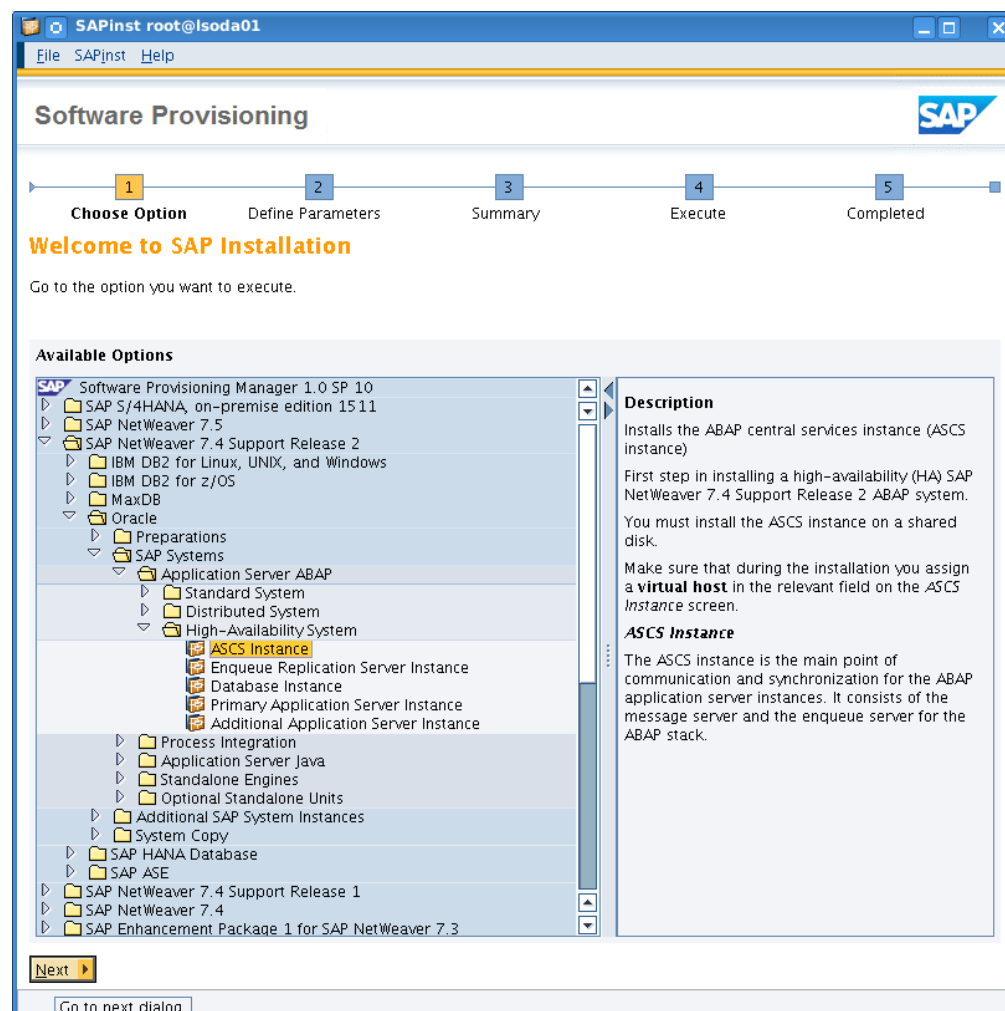 SAPinst root@lsoda01
File SAPinst Help
Software Provisioning
SAP
1 2 3 4 5
Choose Option Define Parameters Summary Execute Completed
Welcome to SAP Installation
Go to the option you want to execute.
Available Options
SAP Software Provisioning Manager 1.0 SP 10
SAP S/4HANA, on-premise edition 1511
SAP NetWeaver 7.5
SAP NetWeaver 7.4 Support Release 2
IBM DB2 for Linux, UNIX, and Windows
IBM DB2 for z/OS
MaxDB
Oracle
Preparations
SAP Systems
Application Server ABAP
Standard System
Distributed System
High-Availability System
ASCS Instance
Enqueue Replication Server Instance
Database Instance
Primary Application Server Instance
Additional Application Server Instance
Process Integration
Application Server Java
Standalone Engines
Optional Standalone Units
Additional SAP System Instances
System Copy
SAP HANA Database
SAP ASE
SAP NetWeaver 7.4 Support Release 1
SAP NetWeaver 7.4
SAP Enhancement Package 1 for SAP NetWeaver 7.3
Description
Installs the ABAP central services instance (ASCS
instance)
First step in installing a high-availability (HA) SAP
NetWeaver 7.4 Support Release 2 ABAP system.
You must install the ASCS instance on a shared
disk.
Make sure that during the installation you assign
a virtual host in the relevant field on the ASCS
Instance screen.
ASCS Instance
The ASCS instance is the main point of
communication and synchronization for the ABAP
application server instances. It consists of the
message server and the enqueue server for the
ABAP stack.
Next
Go to next dialog